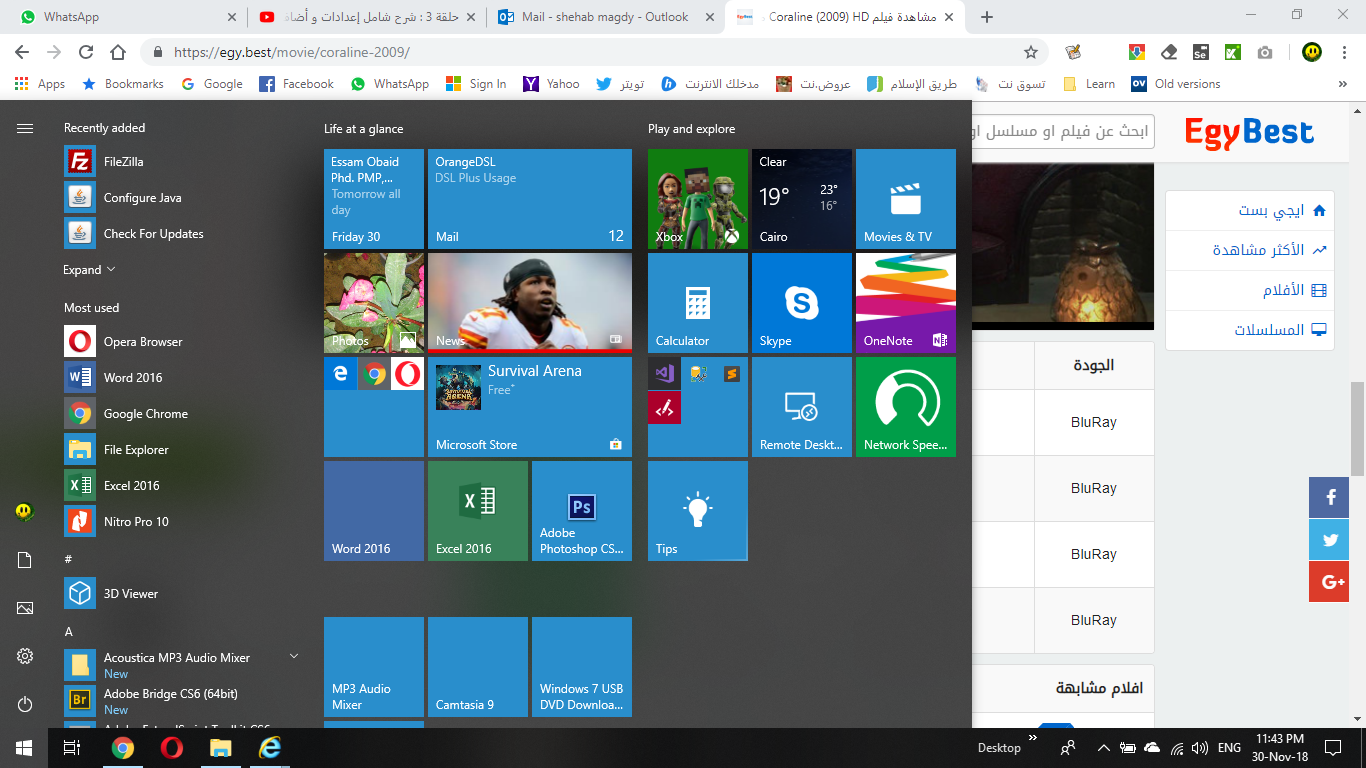 WhatsApp
حلقة 3 : شرح شامل إعدادات و أضا
Mail - shehab magdy - Outlook
مشاهدة فيلم Coraline (2009) HD
https://egy.best/movie/coraline-2009/
Apps
Bookmarks
Google
Facebook
WhatsApp
Sign In
Yahoo
تويتر
مدخلك الانترنت
عروض.نت
طريق الإسلام
تسوق نت
Learn
Old versions
Recently added
FileZilla
Configure Java
Check For Updates
Expand
Most used
Opera Browser
Word 2016
Google Chrome
File Explorer
Excel 2016
Nitro Pro 10
#
3D Viewer
A
Acoustica MP3 Audio Mixer
New
Adobe Bridge CS6 (64bit)
New
Life at a glance
Essam Obaid
Phd. PMP,...
Tomorrow all
day
Friday 30
OrangeDSL
DSL Plus Usage
Mail
12
Photos
News
Survival Arena
Free*
Microsoft Store
Word 2016
Excel 2016
Ps
Adobe
Photoshop CS...
MP3 Audio
Mixer
Camtasia 9
Windows 7 USB
DVD Downloa...
Play and explore
Xbox
Clear
19°
23°
16°
Cairo
Movies & TV
Calculator
Skype
OneNote
Remote Deskt...
Network Spee...
Tips
ابحث عن فيلم او مسلسل او
EgyBest
ايجي بست
الأكثر مشاهدة
الأفلام
المسلسلات
الجودة
BluRay
BluRay
BluRay
BluRay
افلام مشابهة
Desktop
ENG
11:43 PM
30-Nov-18